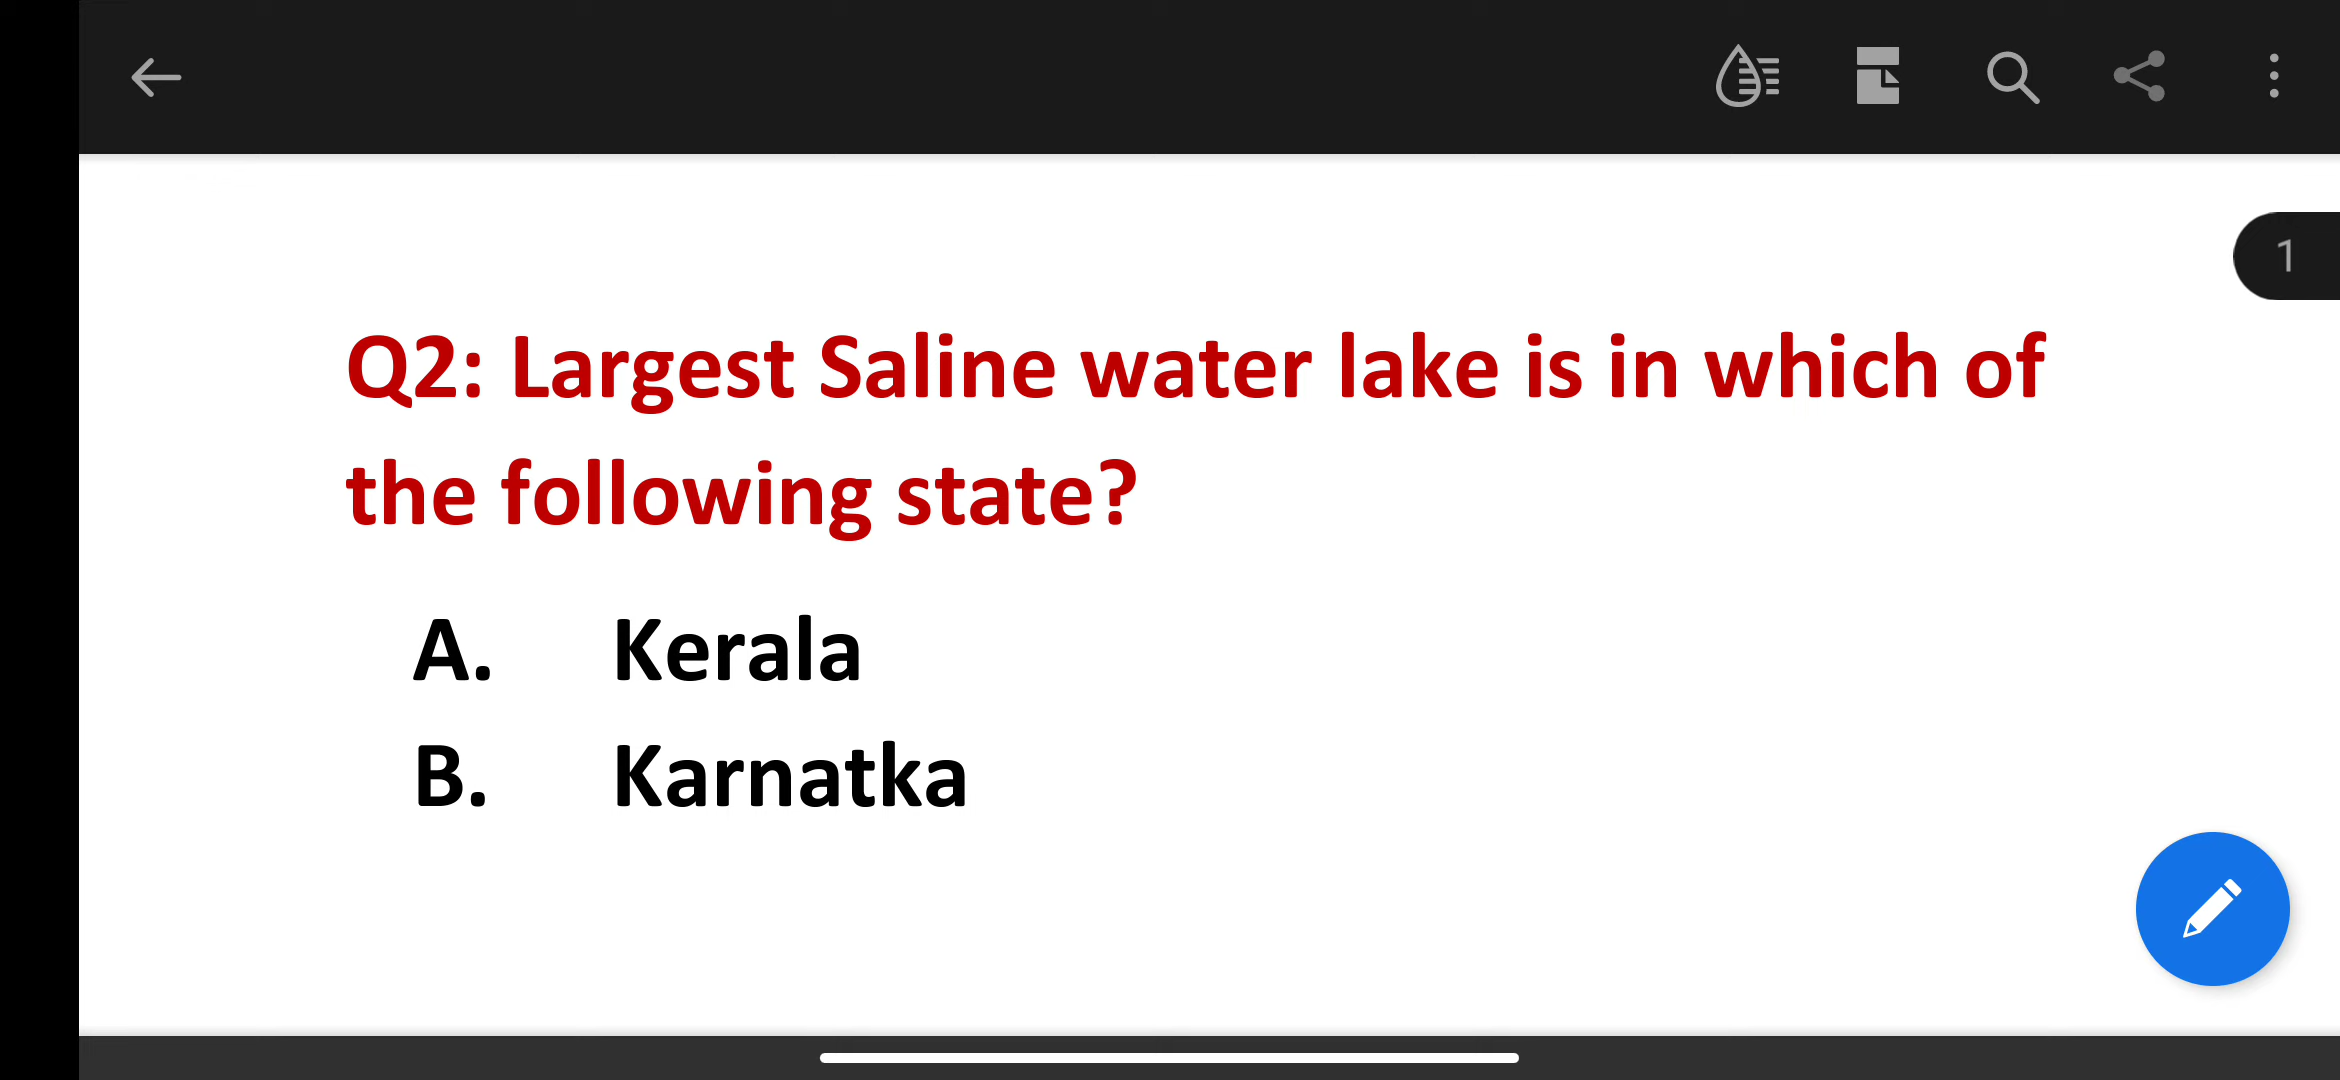 1
Q2: Largest Saline water lake is in which of
the following state?
A. Kerala
B. Karnatka